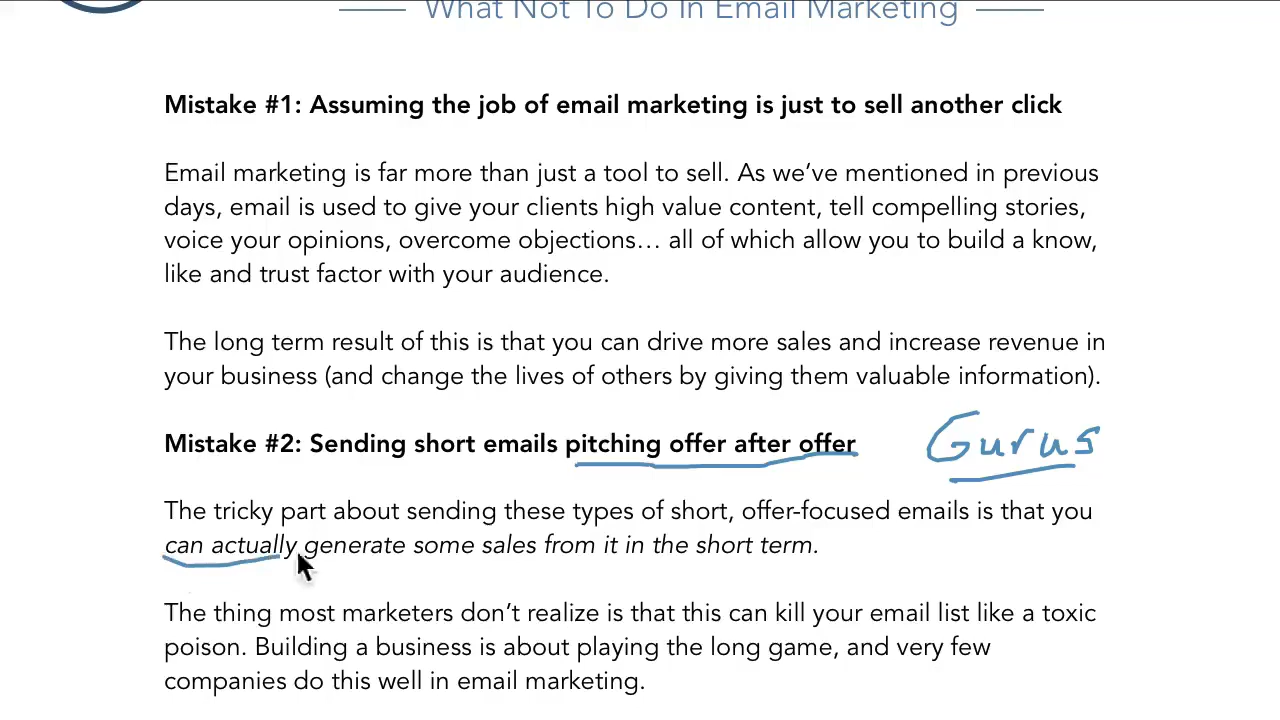 What Not To Do In Email Marketing
Mistake #1: Assuming the job of email marketing is just to sell another click
Email marketing is far more than just a tool to sell. As we’ve mentioned in previous
days, email is used to give your clients high value content, tell compelling stories,
voice your opinions, overcome objections… all of which allow you to build a know,
like and trust factor with your audience.
The long term result of this is that you can drive more sales and increase revenue in
your business (and change the lives of others by giving them valuable information).
Mistake #2: Sending short emails pitching offer after offer
Gurus
The tricky part about sending these types of short, offer-focused emails is that you
can actually generate some sales from it in the short term.
The thing most marketers don’t realize is that this can kill your email list like a toxic
poison. Building a business is about playing the long game, and very few
companies do this well in email marketing.